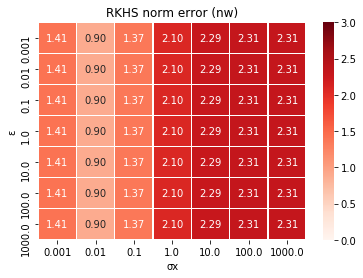 RKHS norm error (nw)
ε
0.001 1.41 0.90 1.37 2.10 2.29 2.31 2.31
0.01 1.41 0.90 1.37 2.10 2.29 2.31 2.31
0.1 1.41 0.90 1.37 2.10 2.29 2.31 2.31
1.0 1.41 0.90 1.37 2.10 2.29 2.31 2.31
10.0 1.41 0.90 1.37 2.10 2.29 2.31 2.31
100.0 1.41 0.90 1.37 2.10 2.29 2.31 2.31
1000.0 1.41 0.90 1.37 2.10 2.29 2.31 2.31
0.001 0.01 0.1 1.0 10.0 100.0 1000.0
σx
3.0
2.5
2.0
1.5
1.0
0.5
0.0